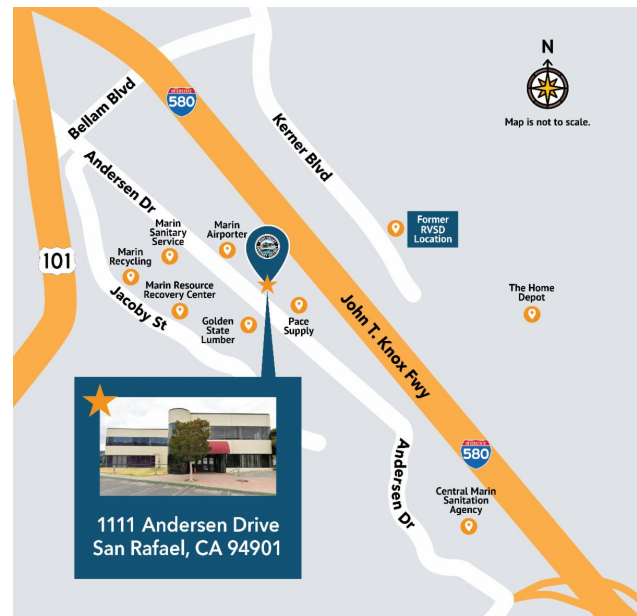 N
Map is not to scale.
Bellam Blvd
INTERSTATE
580
Kerner Blvd
Andersen Dr
Former
RVSD
Location
Marin
Sanitary
Service
Marin
Airporter
101
Marin
Recycling
Marin Resource
Recovery Center
Jacoby St
The Home
Depot
Golden
State
Lumber
Pace
Supply
John T. Knox Fwy
Andersen Dr
INTERSTATE
580
Central Marin
Sanitation
Agency
1111 Andersen Drive
San Rafael, CA 94901